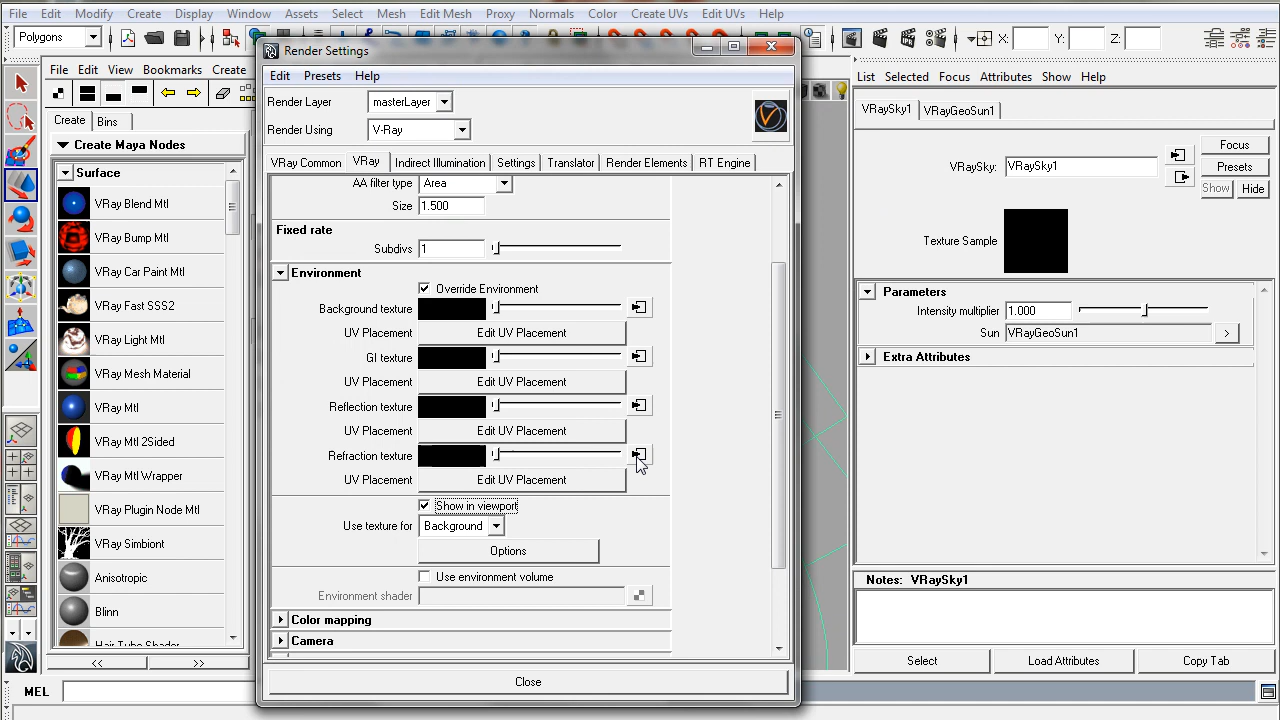 File Edit Modify Create Display Window Assets Select Mesh Edit Mesh Proxy Normals Color Create UVs Edit UVs Help
Polygons
X: Y: Z:
File Edit View Bookmarks Create
Create Bins
Create Maya Nodes
Surface
VRay Blend Mtl
VRay Bump Mtl
VRay Car Paint Mtl
VRay Fast SSS2
VRay Light Mtl
VRay Mesh Material
VRay Mtl
VRay Mtl 2Sided
VRay Mtl Wrapper
VRay Plugin Node Mtl
VRay Simbiont
Anisotropic
Blinn
Hair Tube Shader
<< >>
MEL
Render Settings
Edit Presets Help
Render Layer masterLayer
Render Using V-Ray
VRay Common VRay Indirect Illumination Settings Translator Render Elements RT Engine
AA filter type Area
Size 1.500
Fixed rate
Subdivs 1
Environment
Override Environment
Background texture
UV Placement Edit UV Placement
GI texture
UV Placement Edit UV Placement
Reflection texture
UV Placement Edit UV Placement
Refraction texture
UV Placement Edit UV Placement
Show in viewport
Use texture for Background
Options
Use environment volume
Environment shader
Color mapping
Camera
Close
List Selected Focus Attributes Show Help
VRaySky1 VRayGeoSun1
VRaySky: VRaySky1
Focus
Presets
Show Hide
Texture Sample
Parameters
Intensity multiplier 1.000
Sun VRayGeoSun1 >
Extra Attributes
Notes: VRaySky1
Select Load Attributes Copy Tab